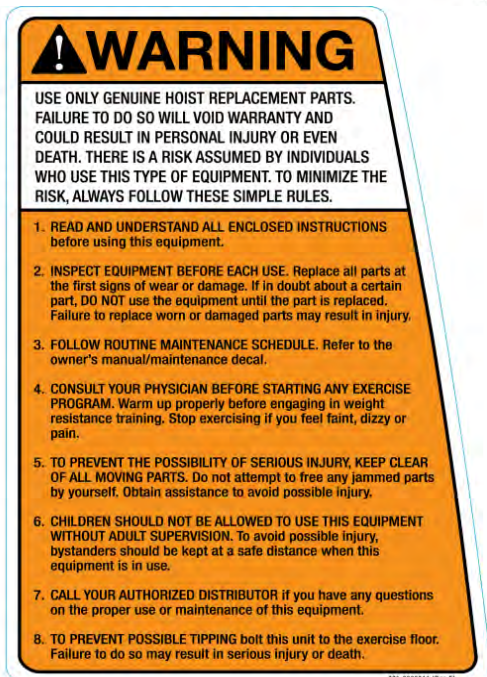 WARNING
USE ONLY GENUINE HOIST REPLACEMENT PARTS.
FAILURE TO DO SO WILL VOID WARRANTY AND
COULD RESULT IN PERSONAL INJURY OR EVEN
DEATH. THERE IS A RISK ASSUMED BY INDIVIDUALS
WHO USE THIS TYPE OF EQUIPMENT. TO MINIMIZE THE
RISK, ALWAYS FOLLOW THESE SIMPLE RULES.
1. READ AND UNDERSTAND ALL ENCLOSED INSTRUCTIONS
before using this equipment.
2. INSPECT EQUIPMENT BEFORE EACH USE. Replace all parts at
the first signs of wear or damage. If in doubt about a certain
part, DO NOT use the equipment until the part is replaced.
Failure to replace worn or damaged parts may result in injury.
3. FOLLOW ROUTINE MAINTENANCE SCHEDULE. Refer to the
owner's manual/maintenance decal.
4. CONSULT YOUR PHYSICIAN BEFORE STARTING ANY EXERCISE
PROGRAM. Warm up properly before engaging in weight
resistance training. Stop exercising if you feel faint, dizzy or
pain.
5. TO PREVENT THE POSSIBILITY OF SERIOUS INJURY, KEEP CLEAR
OF ALL MOVING PARTS. Do not attempt to free any jammed parts
by yourself. Obtain assistance to avoid possible injury.
6. CHILDREN SHOULD NOT BE ALLOWED TO USE THIS EQUIPMENT
WITHOUT ADULT SUPERVISION. To avoid possible injury,
bystanders should be kept at a safe distance when this
equipment is in use.
7. CALL YOUR AUTHORIZED DISTRIBUTOR if you have any questions
on the proper use or maintenance of this equipment.
8. TO PREVENT POSSIBLE TIPPING bolt this unit to the exercise floor.
Failure to do so may result in serious injury or death.